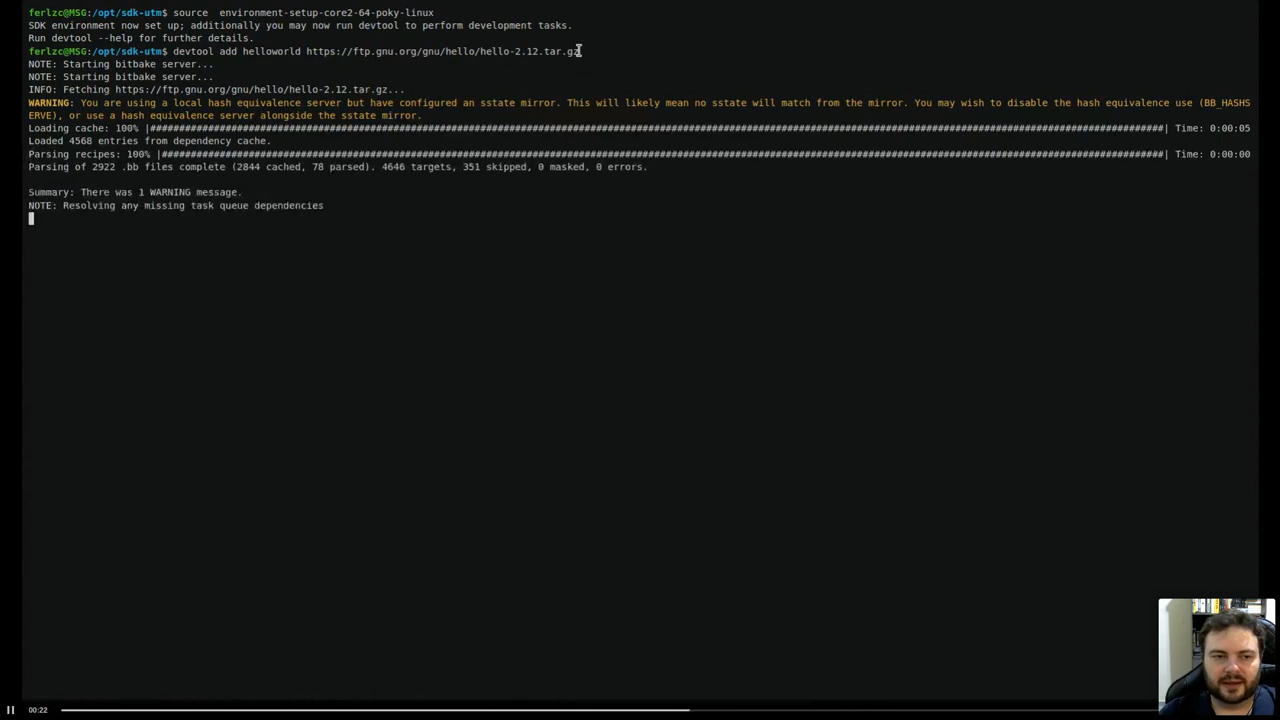 ferlzc@MSG:/opt/sdk-utm$ source  environment-setup-core2-64-poky-linux
SDK environment now set up; additionally you may now run devtool to perform development tasks.
Run devtool --help for further details.
ferlzc@MSG:/opt/sdk-utm$ devtool add helloworld https://ftp.gnu.org/gnu/hello/hello-2.12.tar.gz
NOTE: Starting bitbake server...
NOTE: Starting bitbake server...
INFO: Fetching https://ftp.gnu.org/gnu/hello/hello-2.12.tar.gz...
WARNING: You are using a local hash equivalence server but have configured an sstate mirror. This will likely mean no sstate will match from the mirror. You may wish to disable the hash equivalence use (BB_HASHS
ERVE), or use a hash equivalence server alongside the sstate mirror.
Loading cache: 100% |##############################################################################################################################################################################| Time: 0:00:05
Loaded 4568 entries from dependency cache.
Parsing recipes: 100% |############################################################################################################################################################################| Time: 0:00:00
Parsing of 2922 .bb files complete (2844 cached, 78 parsed). 4646 targets, 351 skipped, 0 masked, 0 errors.
Summary: There was 1 WARNING message.
NOTE: Resolving any missing task queue dependencies
00:22